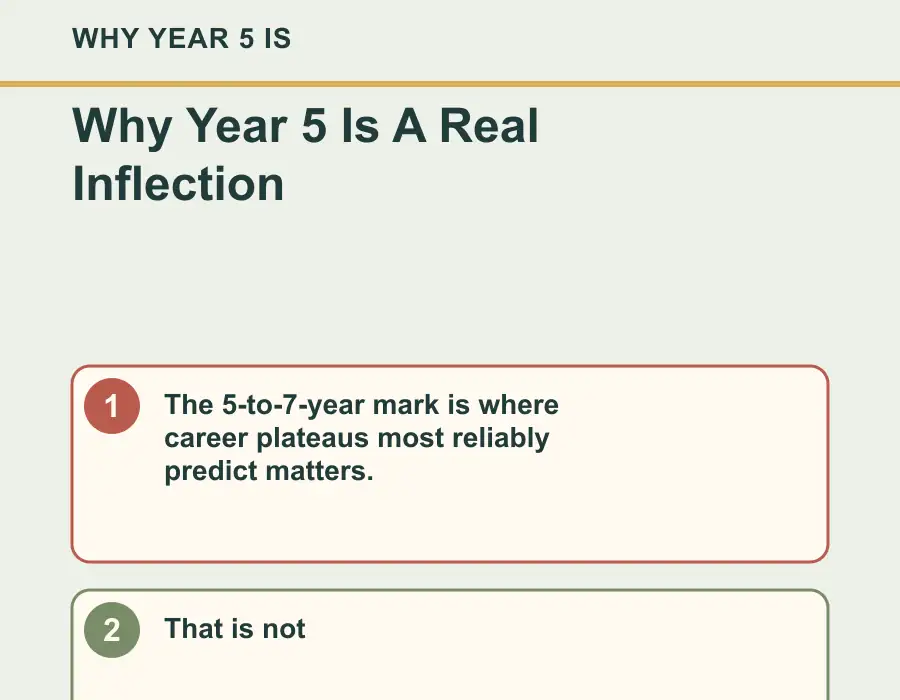 WHY YEAR 5 IS
Why Year 5 Is A Real
Inflection
1
The 5-to-7-year mark is where
career plateaus most reliably
predict matters.
2
That is not